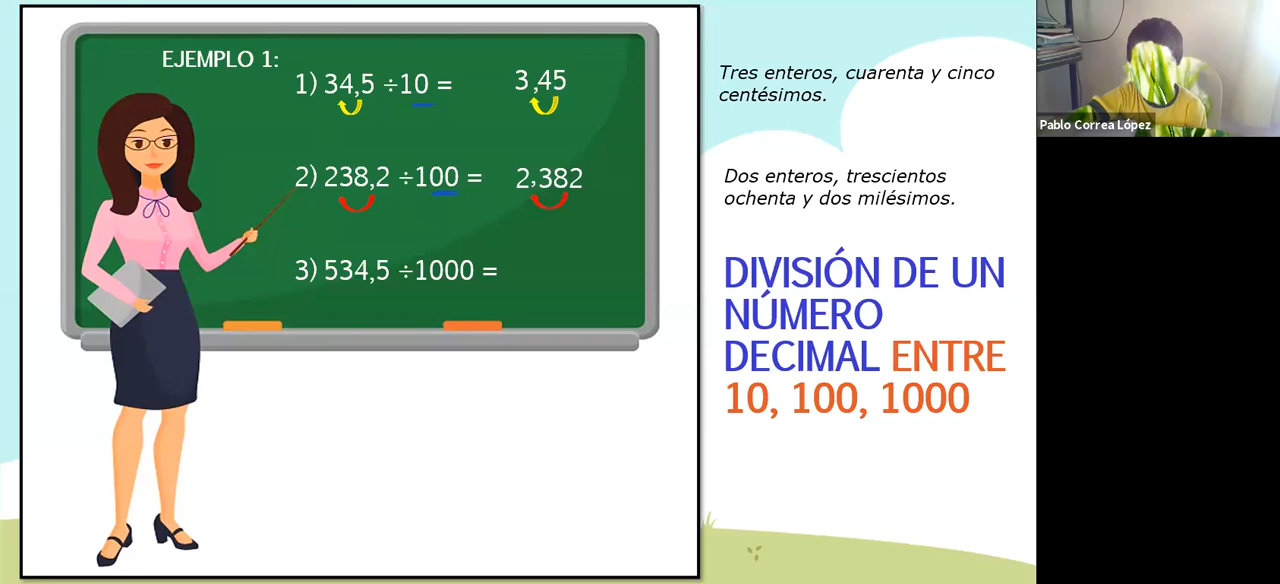 EJEMPLO 1:
1) 34,5 ÷10 = 3,45
2) 238,2 ÷100 = 2,382
3) 534,5 ÷1000 =
Tres enteros, cuarenta y cinco
centésimos.
Dos enteros, trescientos
ochenta y dos milésimos.
DIVISIÓN DE UN
NÚMERO
DECIMAL ENTRE
10, 100, 1000
Pablo Correa López